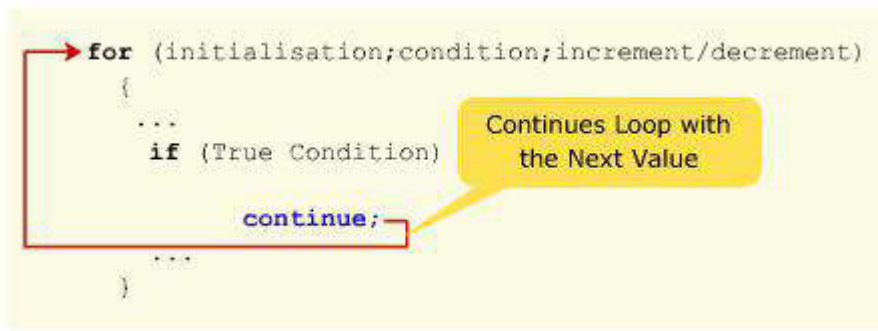 for (initialisation;condition;increment/decrement)
{
...
if (True Condition)
Continues Loop with
the Next Value
continue;
...
}